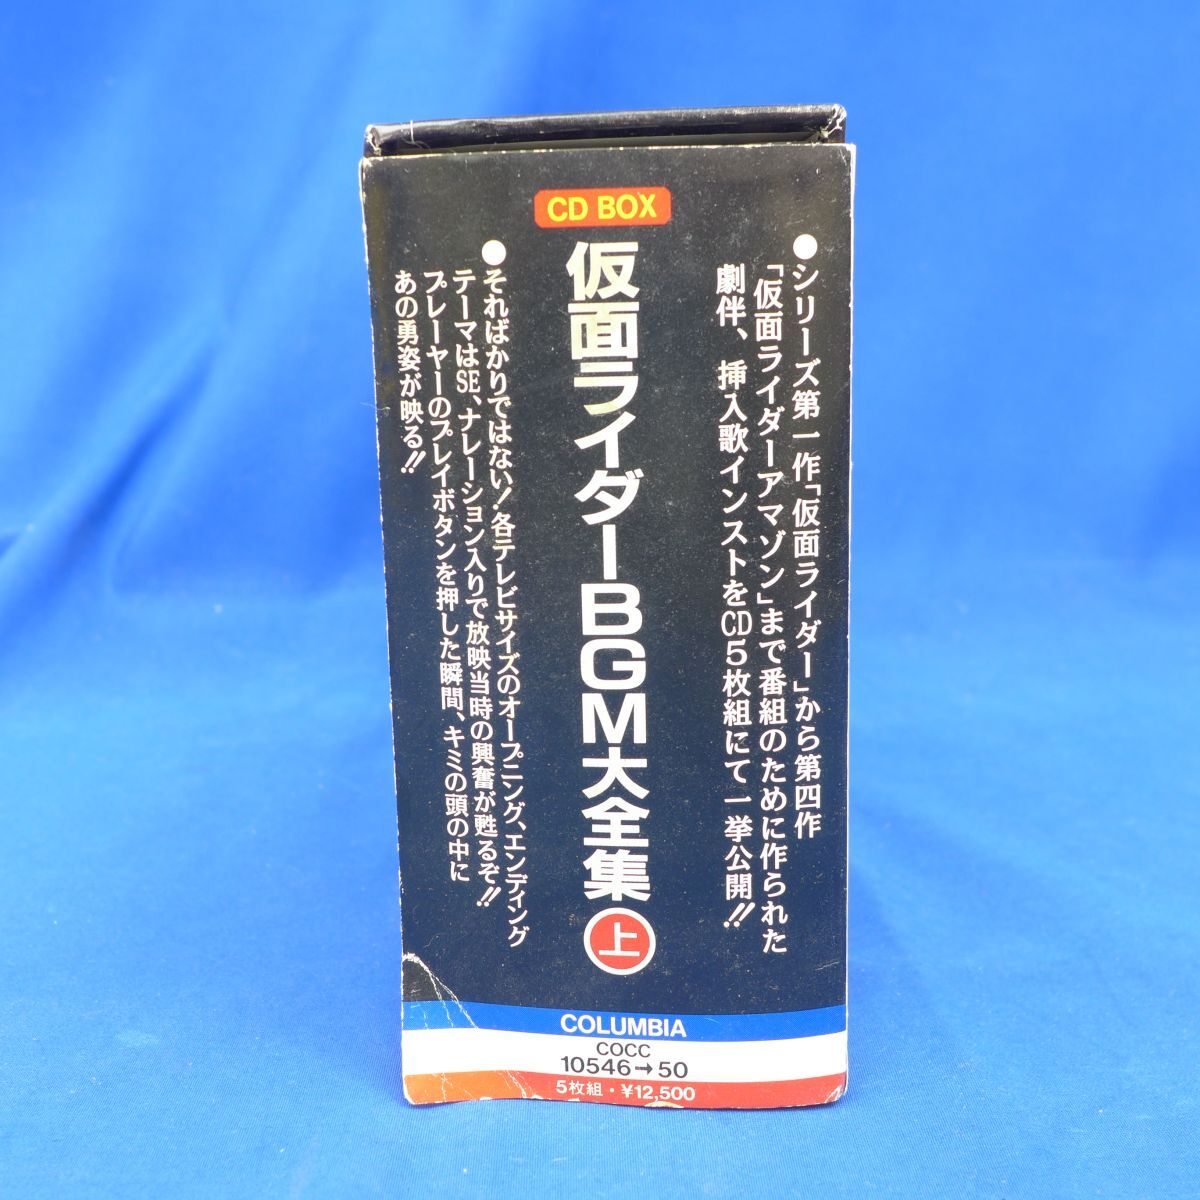 CD BOX
●シリーズ第一作「仮面ライダー」から第四作
「仮面ライダーアマゾン」まで番組のために作られた
劇伴、挿入歌インストをCD5枚組にて一挙公開!!
仮面ライダーBGM大全集 上
●そればかりではない!各テレビサイズのオープニング、エンディング
テーマはSE、ナレーション入りで放映当時の興奮が甦るぞ!!
プレーヤーのプレイボタンを押した瞬間、キミの頭の中に
あの勇姿が映る!!
COLUMBIA
COCC
10546→50
5枚組・¥12,500